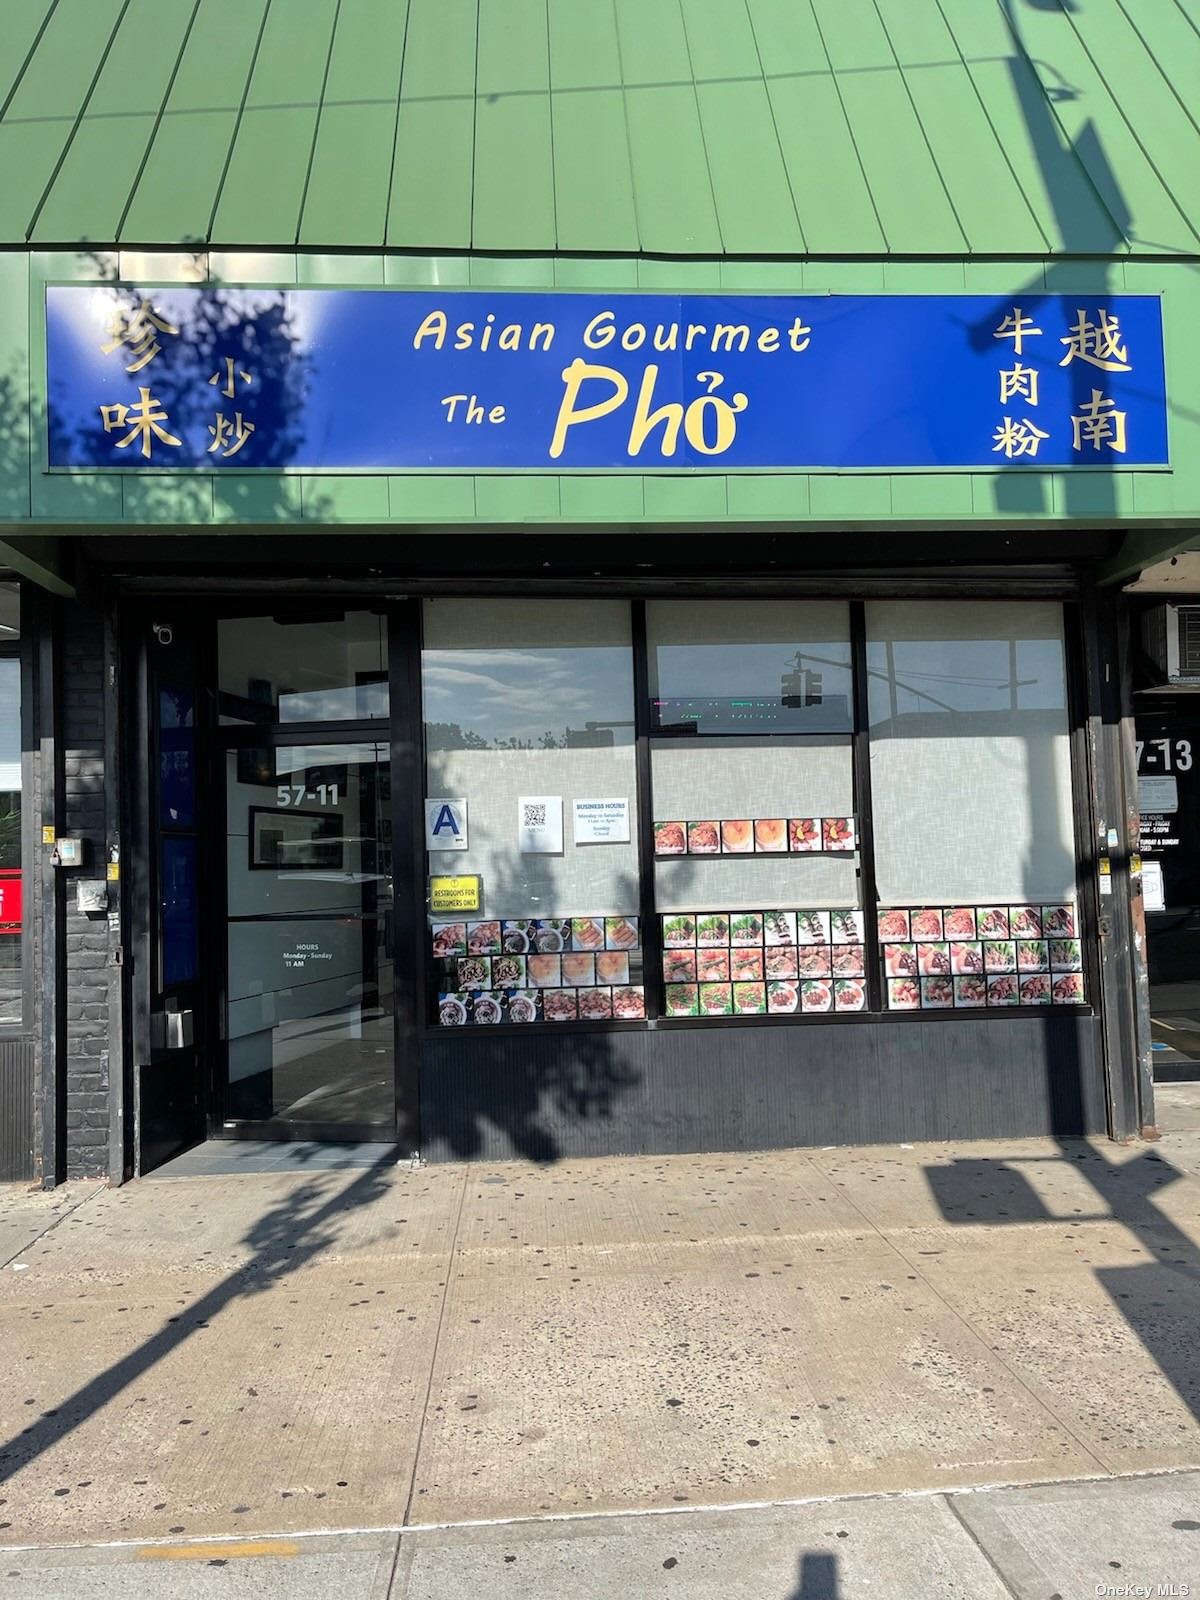 珍味
小炒
Asian Gourmet
The Phở
越南
牛肉粉
57-11
A
MENU
BUSINESS HOURS
Monday to Saturday
Sunday
Closed
RESTROOMS FOR
CUSTOMERS ONLY
HOURS
Monday - Sunday
11 AM
7-13
OneKey MLS